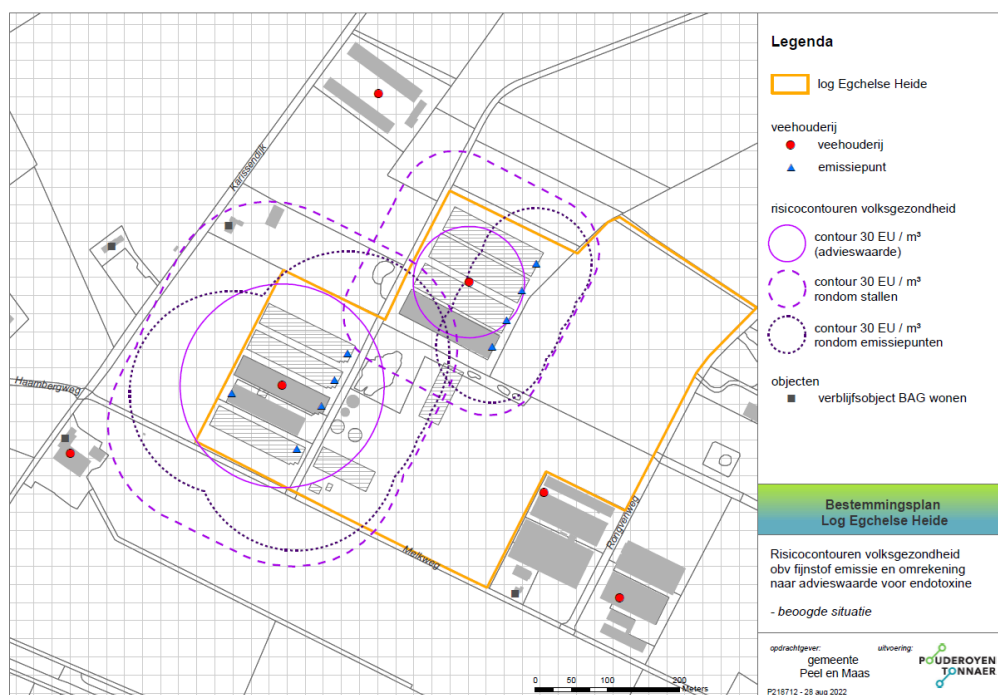 Karissendijk
Haambergweg
Melkweg
Rongvenweg
0 50 100 200
Meters
Legenda
log Egchelse Heide
veehouderij
veehouderij
emissiepunt
risicocontouren volksgezondheid
contour 30 EU / m³
(advieswaarde)
contour 30 EU / m³
rondom stallen
contour 30 EU / m³
rondom emissiepunten
objecten
verblijfsobject BAG wonen
Bestemmingsplan
Log Egchelse Heide
Risicocontouren volksgezondheid
obv fijnstof emissie en omrekening
naar advieswaarde voor endotoxine
- beoogde situatie
opdrachtgever: uitvoering:
gemeente
Peel en Maas
POUDEROYEN
TONNAER
P218712 - 28 aug 2022